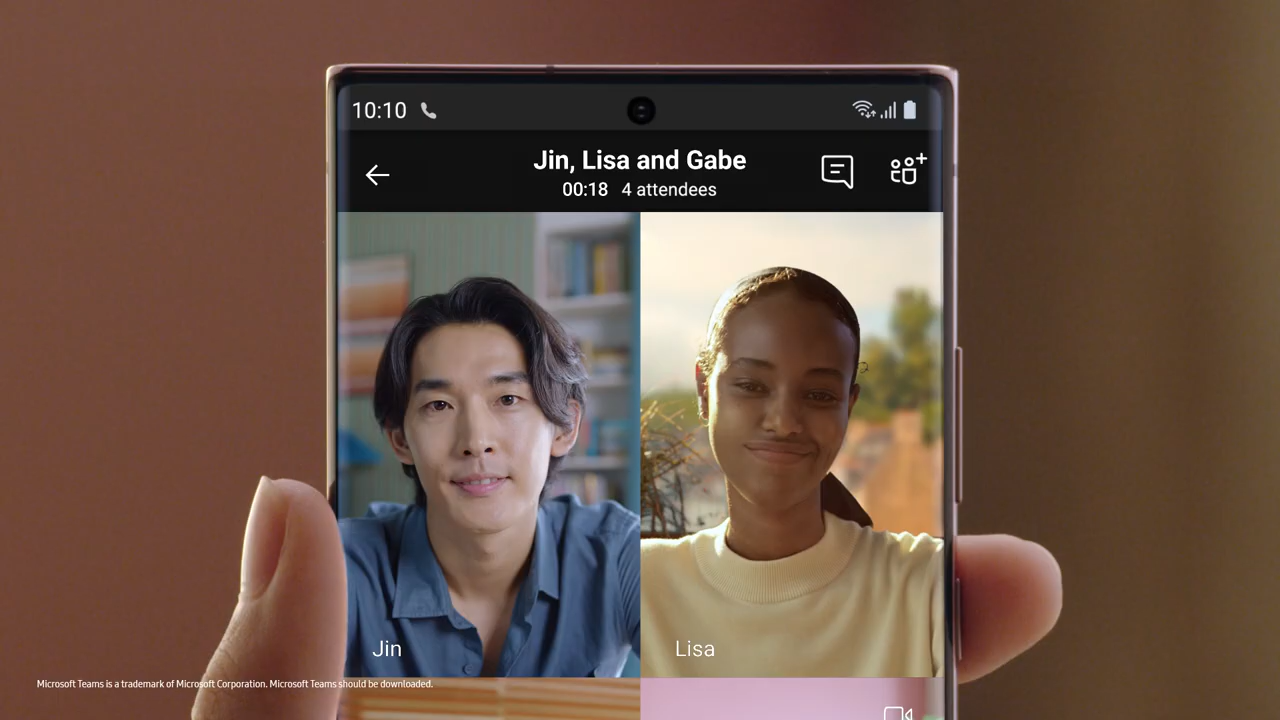 10:10
Jin, Lisa and Gabe
00:18 4 attendees
Jin
Lisa
Microsoft Teams is a trademark of Microsoft Corporation. Microsoft Teams should be downloaded.